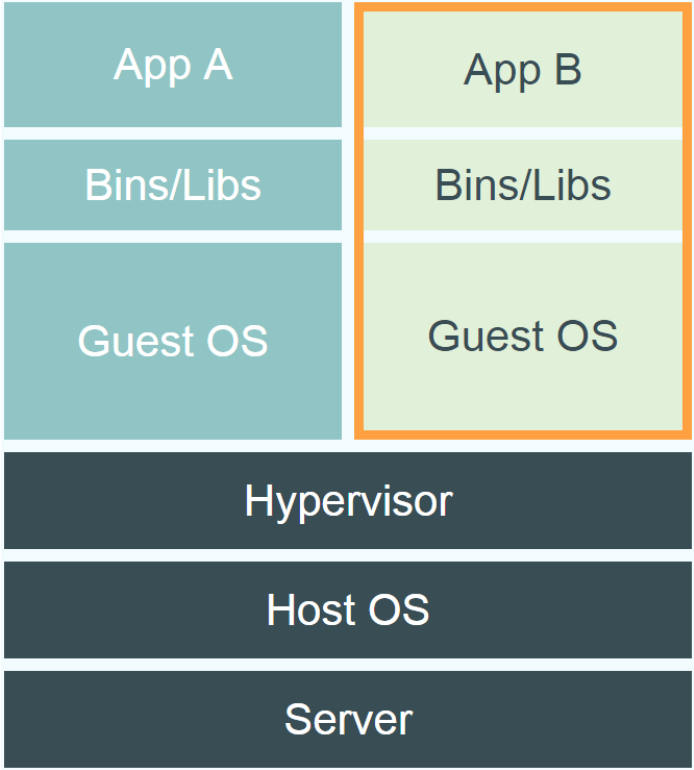 App A
App B
Bins/Libs
Bins/Libs
Guest OS
Guest OS
Hypervisor
Host OS
Server